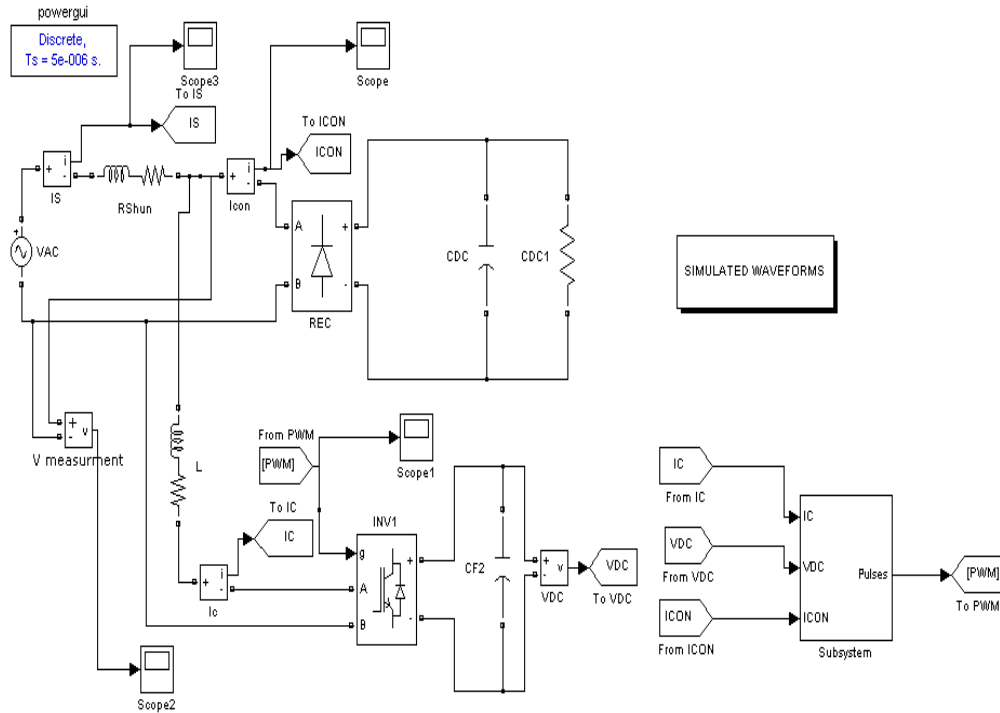 powergui
Discrete,
Ts = 5e-006 s.
Scope3
Scope
To IS
IS
To ICON
ICON
+
i
-
IS
RShun
+
i
-
Icon
VAC
+
A
B
+
-
REC
CDC
CDC1
SIMULATED WAVEFORMS
+
-
v
V measurment
L
From PWM
[PWM]
Scope1
To IC
IC
+
i
-
Ic
INV1
g
A
B
+
-
CF2
+
-
v
VDC
VDC
To VDC
Scope2
IC
From IC
VDC
From VDC
ICON
From ICON
IC
VDC
ICON
Pulses
Subsystem
[PWM]
To PWM